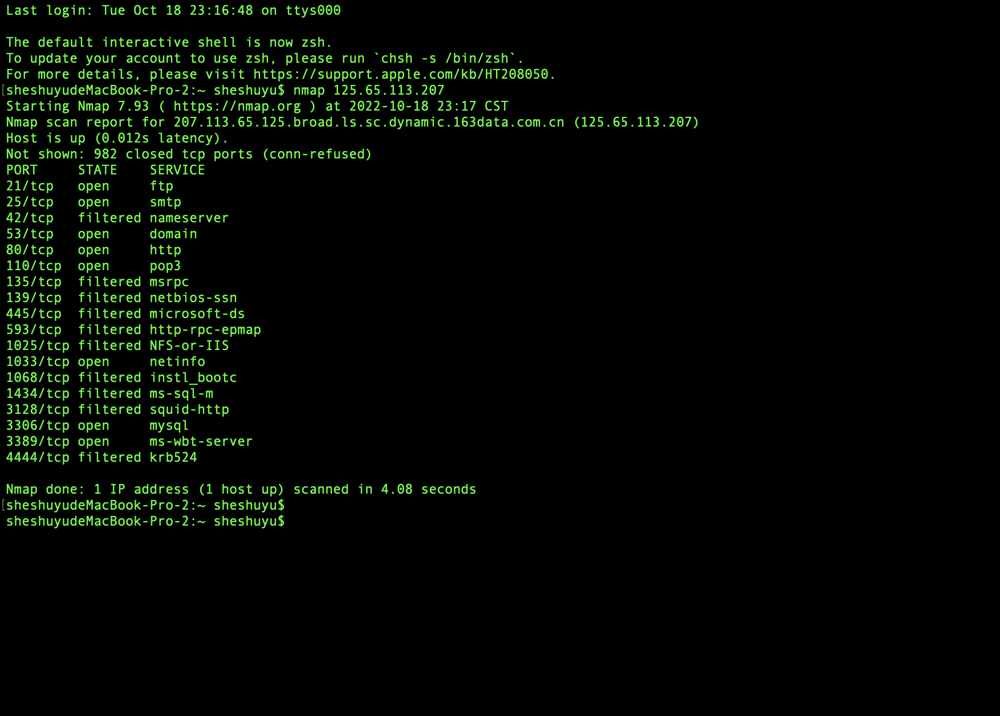 Last login: Tue Oct 18 23:16:48 on ttys000
The default interactive shell is now zsh.
To update your account to use zsh, please run `chsh -s /bin/zsh`.
For more details, please visit https://support.apple.com/kb/HT208050.
[sheshuyudeMacBook-Pro-2:~ sheshuyu$ nmap 125.65.113.207
Starting Nmap 7.93 ( https://nmap.org ) at 2022-10-18 23:17 CST
Nmap scan report for 207.113.65.125.broad.ls.sc.dynamic.163data.com.cn (125.65.113.207)
Host is up (0.012s latency).
Not shown: 982 closed tcp ports (conn-refused)
PORT     STATE    SERVICE
21/tcp   open     ftp
25/tcp   open     smtp
42/tcp   filtered nameserver
53/tcp   open     domain
80/tcp   open     http
110/tcp  open     pop3
135/tcp  filtered msrpc
139/tcp  filtered netbios-ssn
445/tcp  filtered microsoft-ds
593/tcp  filtered http-rpc-epmap
1025/tcp filtered NFS-or-IIS
1033/tcp open     netinfo
1068/tcp filtered instl_bootc
1434/tcp filtered ms-sql-m
3128/tcp filtered squid-http
3306/tcp open     mysql
3389/tcp open     ms-wbt-server
4444/tcp filtered krb524
Nmap done: 1 IP address (1 host up) scanned in 4.08 seconds
[sheshuyudeMacBook-Pro-2:~ sheshuyu$
sheshuyudeMacBook-Pro-2:~ sheshuyu$